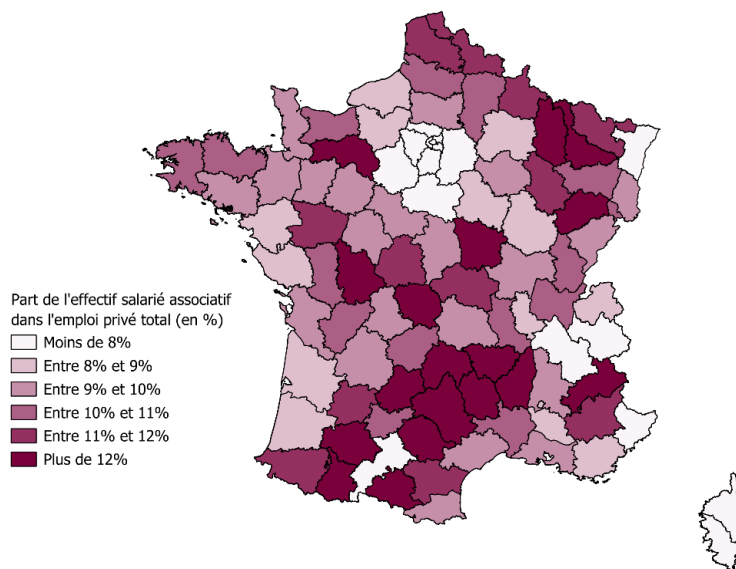 Part de l'effectif salarié associatif
dans l'emploi privé total (en %)
Moins de 8%
Entre 8% et 9%
Entre 9% et 10%
Entre 10% et 11%
Entre 11% et 12%
Plus de 12%